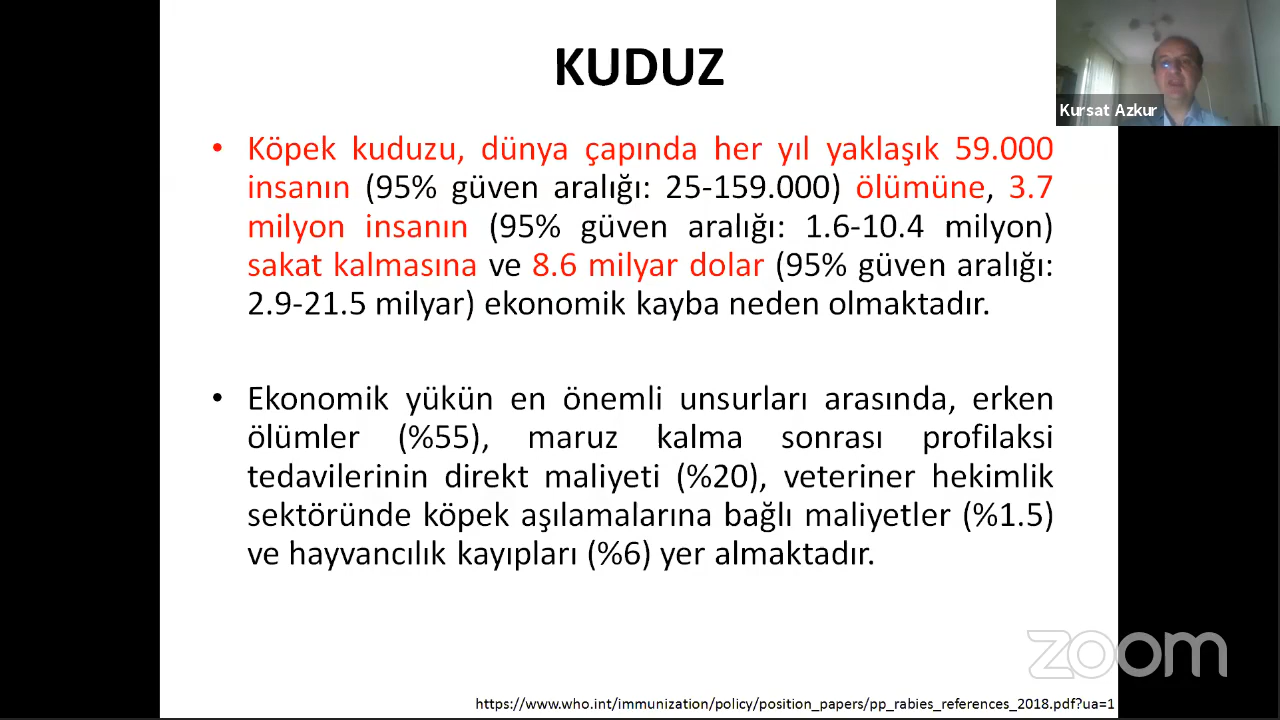 KUDUZ
Kursat Azkur
• Köpek kuduzu, dünya çapında her yıl yaklaşık 59.000
insanın (95% güven aralığı: 25-159.000) ölümüne, 3.7
milyon insanın (95% güven aralığı: 1.6-10.4 milyon)
sakat kalmasına ve 8.6 milyar dolar (95% güven aralığı:
2.9-21.5 milyar) ekonomik kayba neden olmaktadır.
• Ekonomik yükün en önemli unsurları arasında, erken
ölümler (%55), maruz kalma sonrası profilaksi
tedavilerinin direkt maliyeti (%20), veteriner hekimlik
sektöründe köpek aşılamalarına bağlı maliyetler (%1.5)
ve hayvancılık kayıpları (%6) yer almaktadır.
zoom
https://www.who.int/immunization/policy/position_papers/pp_rabies_references_2018.pdf?ua=1